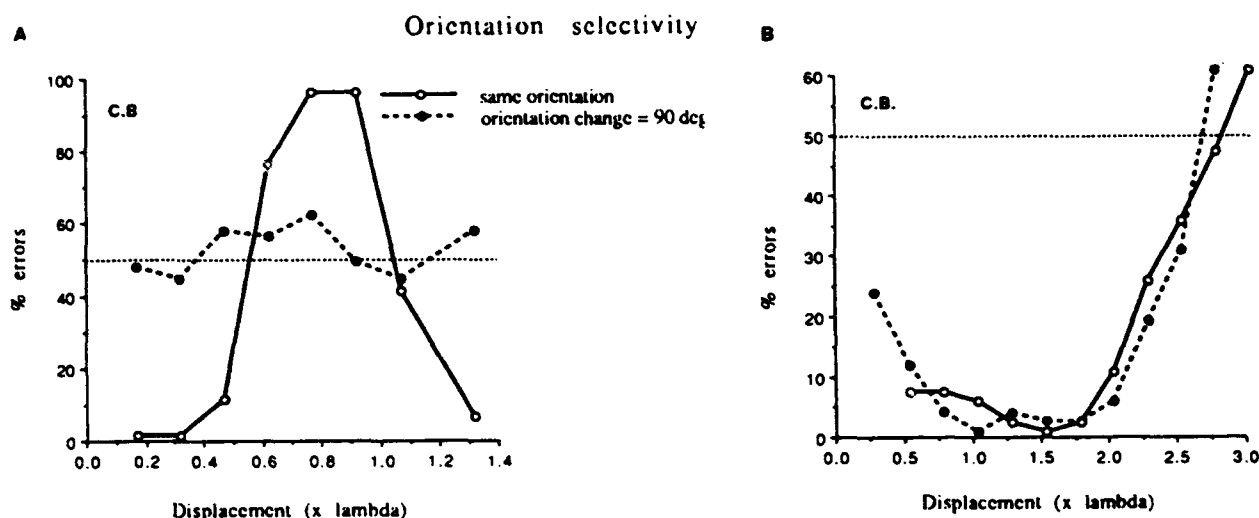 Orientation selectivity
A
C.B
same orientation
orientation change = 90 deg
100
80
60
40
20
0
% errors
0.0 0.2 0.4 0.6 0.8 1.0 1.2 1.4
Displacement (x lambda)
B
C.B.
60
50
40
30
20
10
0
% errors
0.0 0.5 1.0 1.5 2.0 2.5 3.0
Displacement (x lambda)